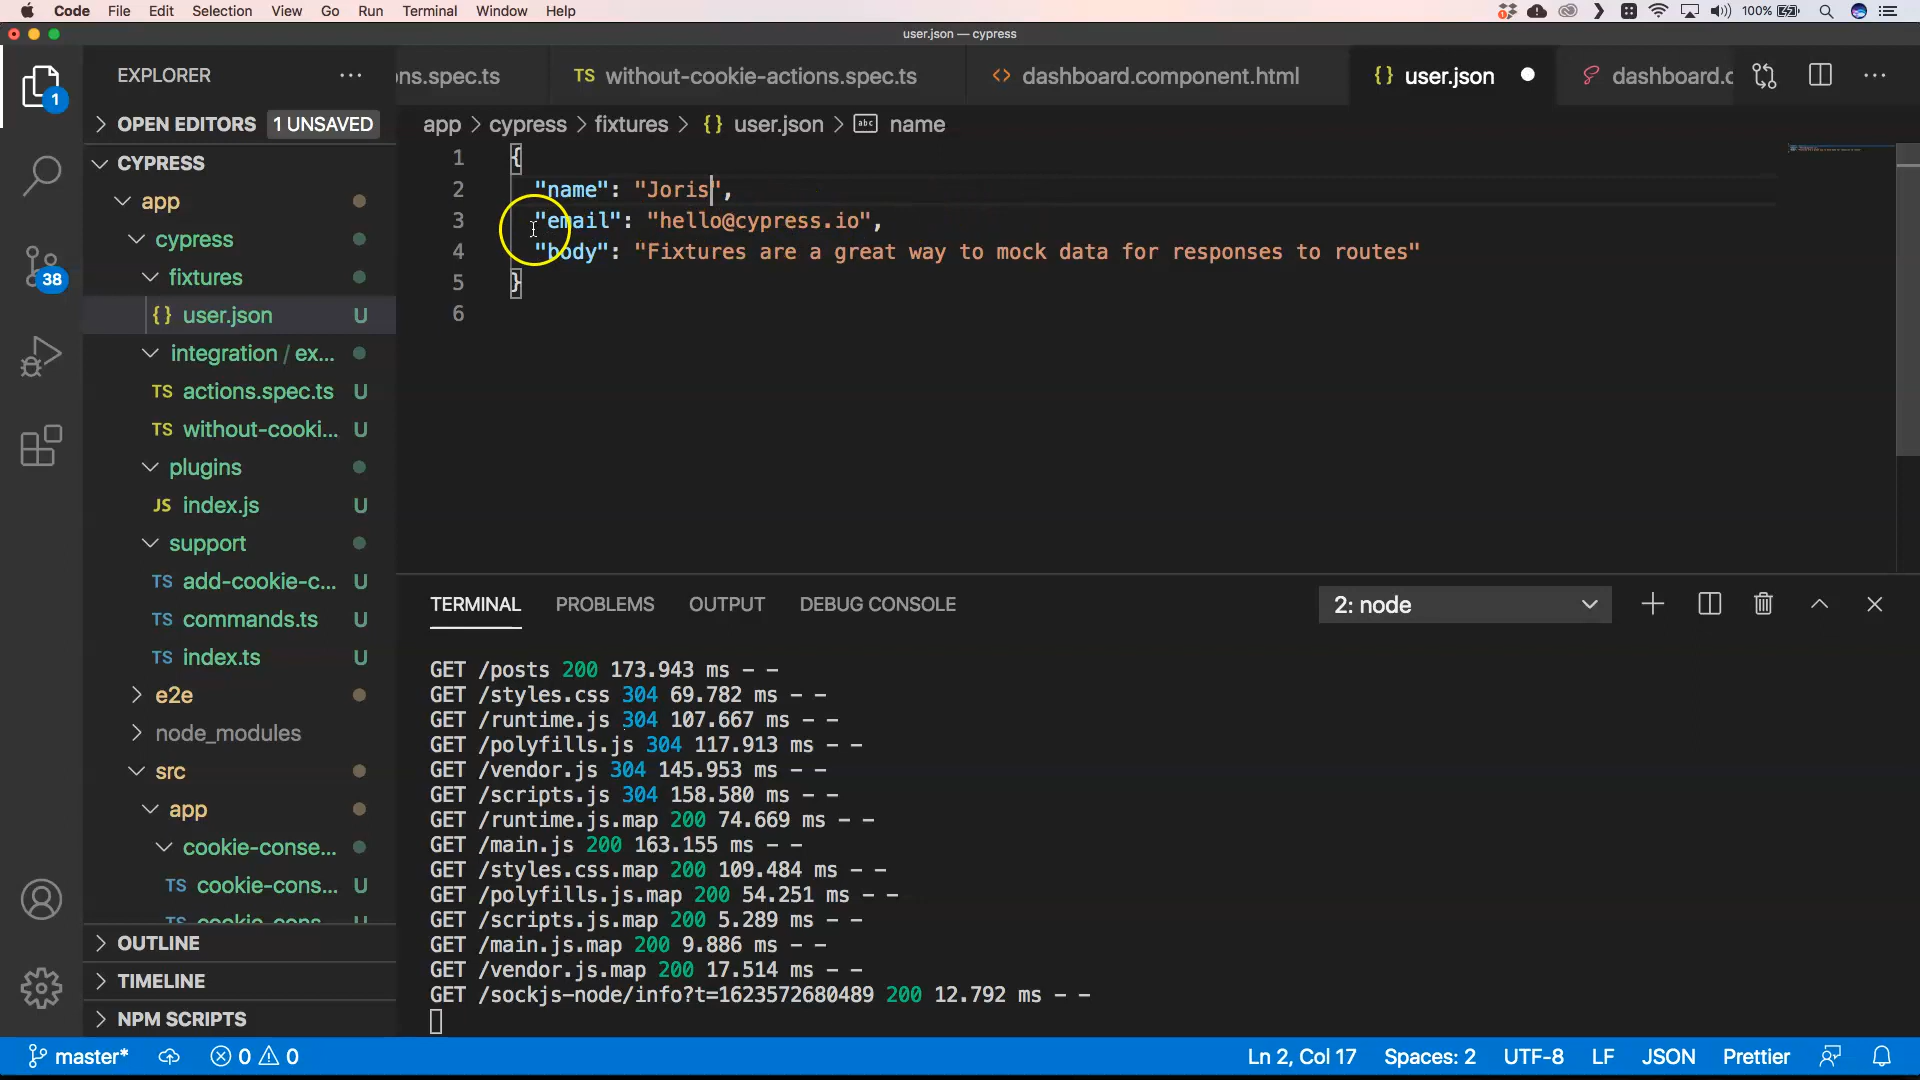 Code File Edit Selection View Go Run Terminal Window Help 100%
user.json — cypress
EXPLORER
ns.spec.ts
TS without-cookie-actions.spec.ts
<> dashboard.component.html
{} user.json
dashboard.c
1
OPEN EDITORS 1 UNSAVED
app > cypress > fixtures > {} user.json > abc name
CYPRESS
app
cypress
fixtures
{} user.json U
integration / ex...
TS actions.spec.ts U
TS without-cooki... U
plugins
JS index.js U
support
TS add-cookie-c... U
TS commands.ts U
TS index.ts U
e2e
node_modules
src
app
cookie-conse...
TS cookie-cons... U
TS cookie-cons U
OUTLINE
TIMELINE
NPM SCRIPTS
38
1 {
2 "name": "Joris",
3 "email": "hello@cypress.io",
4 "body": "Fixtures are a great way to mock data for responses to routes"
5 }
6
TERMINAL PROBLEMS OUTPUT DEBUG CONSOLE 2: node
GET /posts 200 173.943 ms - -
GET /styles.css 304 69.782 ms - -
GET /runtime.js 304 107.667 ms - -
GET /polyfills.js 304 117.913 ms - -
GET /vendor.js 304 145.953 ms - -
GET /scripts.js 304 158.580 ms - -
GET /runtime.js.map 200 74.669 ms - -
GET /main.js 200 163.155 ms - -
GET /styles.css.map 200 109.484 ms - -
GET /polyfills.js.map 200 54.251 ms - -
GET /scripts.js.map 200 5.289 ms - -
GET /main.js.map 200 9.886 ms - -
GET /vendor.js.map 200 17.514 ms - -
GET /sockjs-node/info?t=1623572680489 200 12.792 ms - -
master* 0 0 Ln 2, Col 17 Spaces: 2 UTF-8 LF JSON Prettier